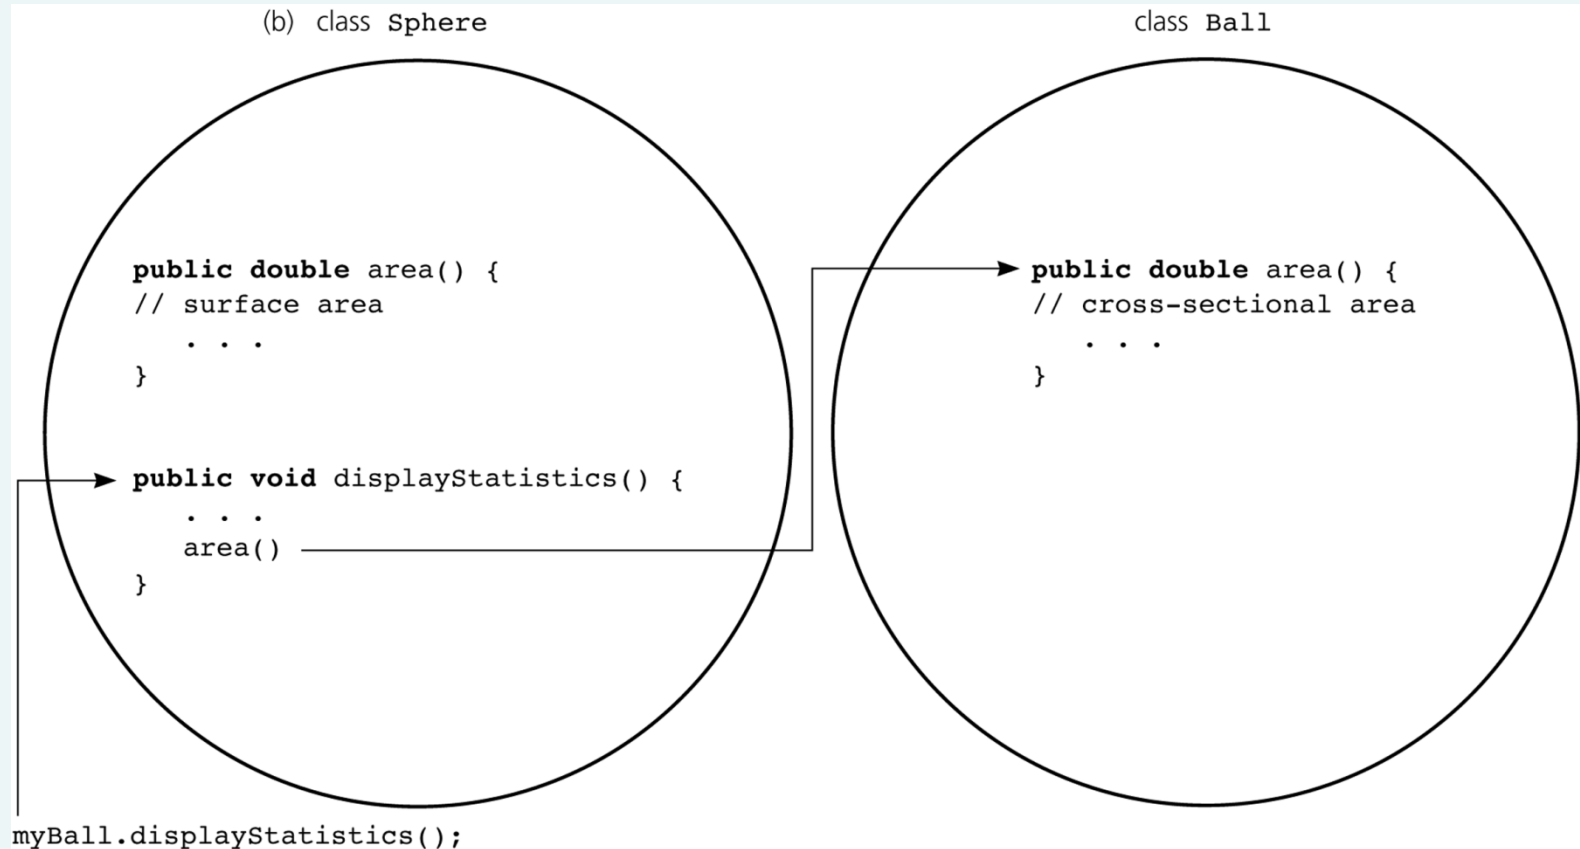 (b) class Sphere
public double area() {
// surface area
. . .
}
public void displayStatistics() {
. . .
area()
}
myBall.displayStatistics();
class Ball
public double area() {
// cross-sectional area
. . .
}